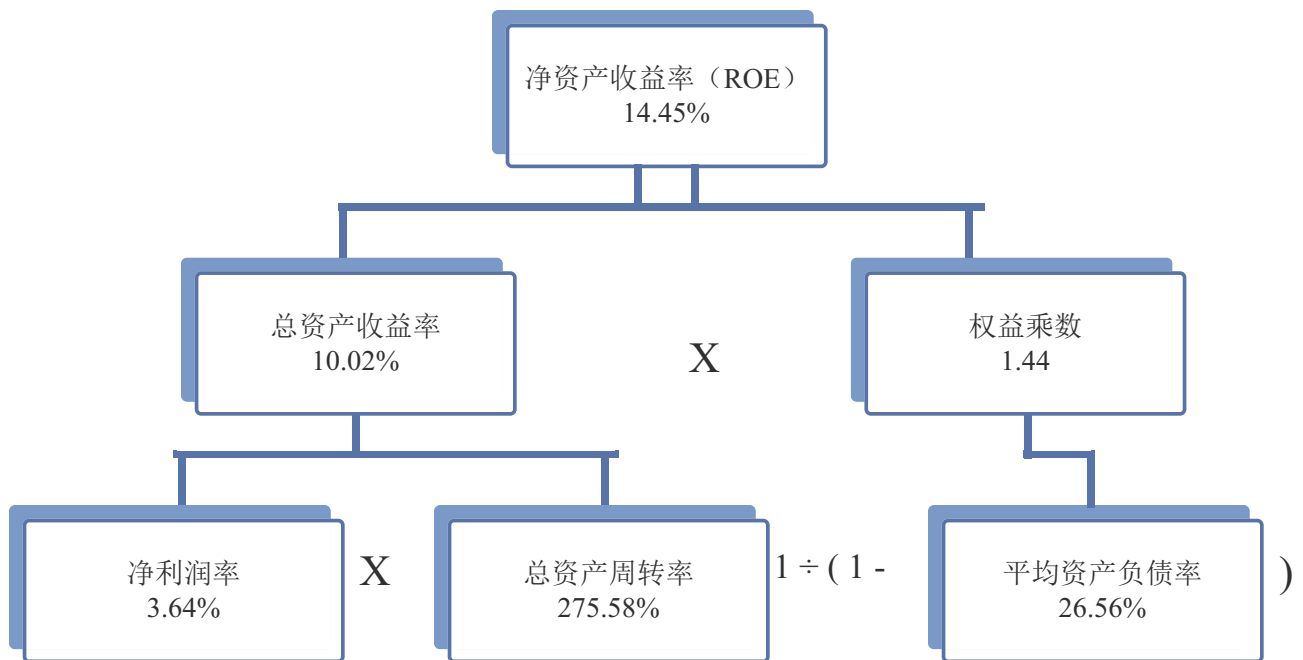 净资产收益率（ROE）
14.45%
总资产收益率
10.02%
X
权益乘数
1.44
净利润率
3.64%
X
总资产周转率
275.58%
1 ÷ ( 1 -
平均资产负债率
26.56%
)